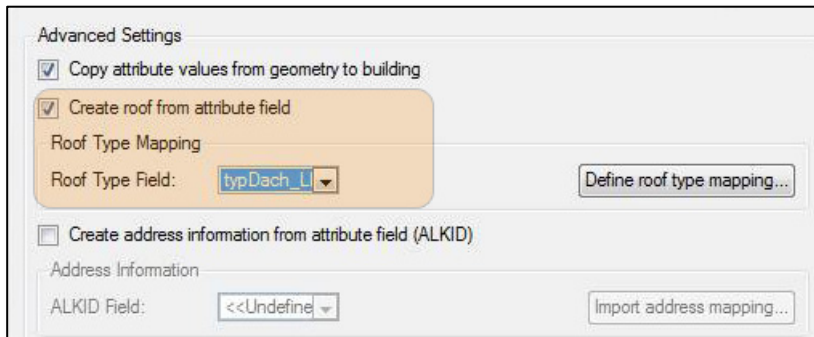 Advanced Settings
Copy attribute values from geometry to building
Create roof from attribute field
Roof Type Mapping
Roof Type Field: typDach_Ll Define roof type mapping...
Create address information from attribute field (ALKID)
Address Information
ALKID Field: <<Undefine Import address mapping...